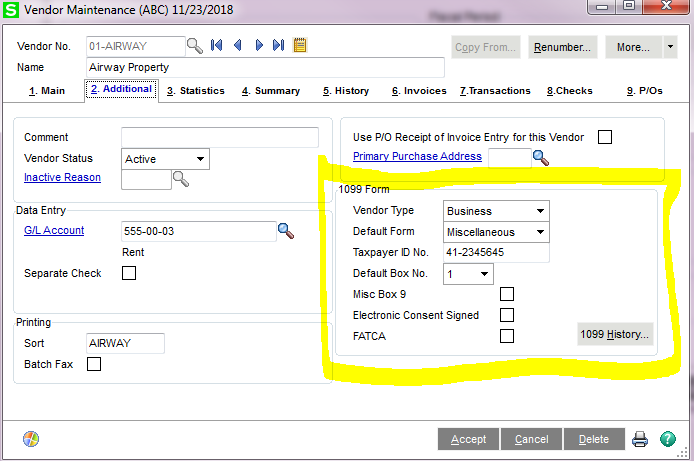 S Vendor Maintenance (ABC) 11/23/2018
Vendor No. 01-AIRWAY Copy From... Renumber... More...
Name Airway Property
1. Main 2. Additional 3. Statistics 4. Summary 5. History 6. Invoices 7.Transactions 8.Checks 9. P/Os
Comment
Vendor Status Active
Inactive Reason
Use P/O Receipt of Invoice Entry for this Vendor
Primary Purchase Address
Data Entry
G/L Account 555-00-03
Rent
Separate Check
Printing
Sort AIRWAY
Batch Fax
1099 Form
Vendor Type Business
Default Form Miscellaneous
Taxpayer ID No. 41-2345645
Default Box No. 1
Misc Box 9
Electronic Consent Signed
FATCA
1099 History...
Accept Cancel Delete
?